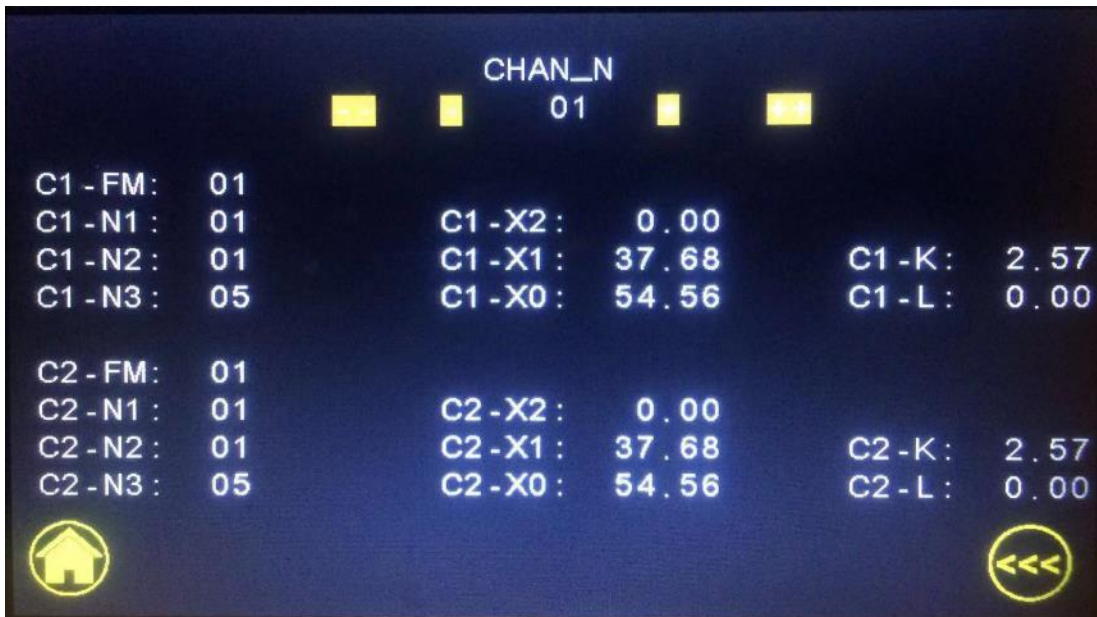 CHAN_N
-- - 01 + ++
C1-FM: 01
C1-N1: 01 C1-X2: 0.00
C1-N2: 01 C1-X1: 37.68 C1-K: 2.57
C1-N3: 05 C1-X0: 54.56 C1-L: 0.00
C2-FM: 01
C2-N1: 01 C2-X2: 0.00
C2-N2: 01 C2-X1: 37.68 C2-K: 2.57
C2-N3: 05 C2-X0: 54.56 C2-L: 0.00
<<<